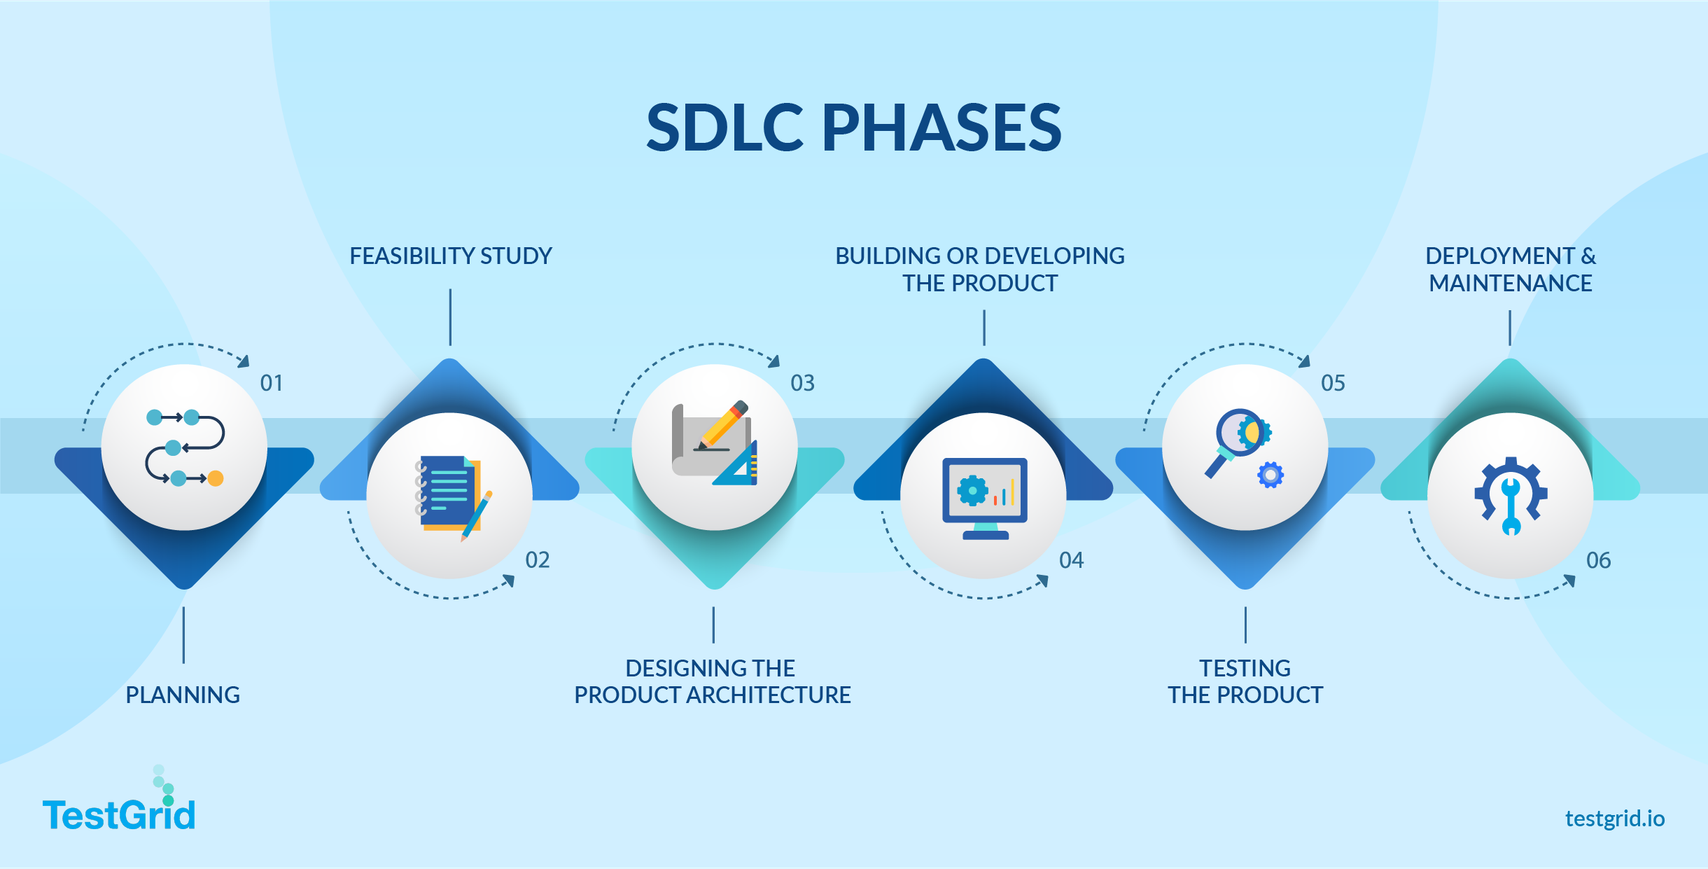 SDLC PHASES
01
PLANNING
FEASIBILITY STUDY
02
03
DESIGNING THE
PRODUCT ARCHITECTURE
BUILDING OR DEVELOPING
THE PRODUCT
04
05
TESTING
THE PRODUCT
DEPLOYMENT &
MAINTENANCE
06
TestGrid
testgrid.io